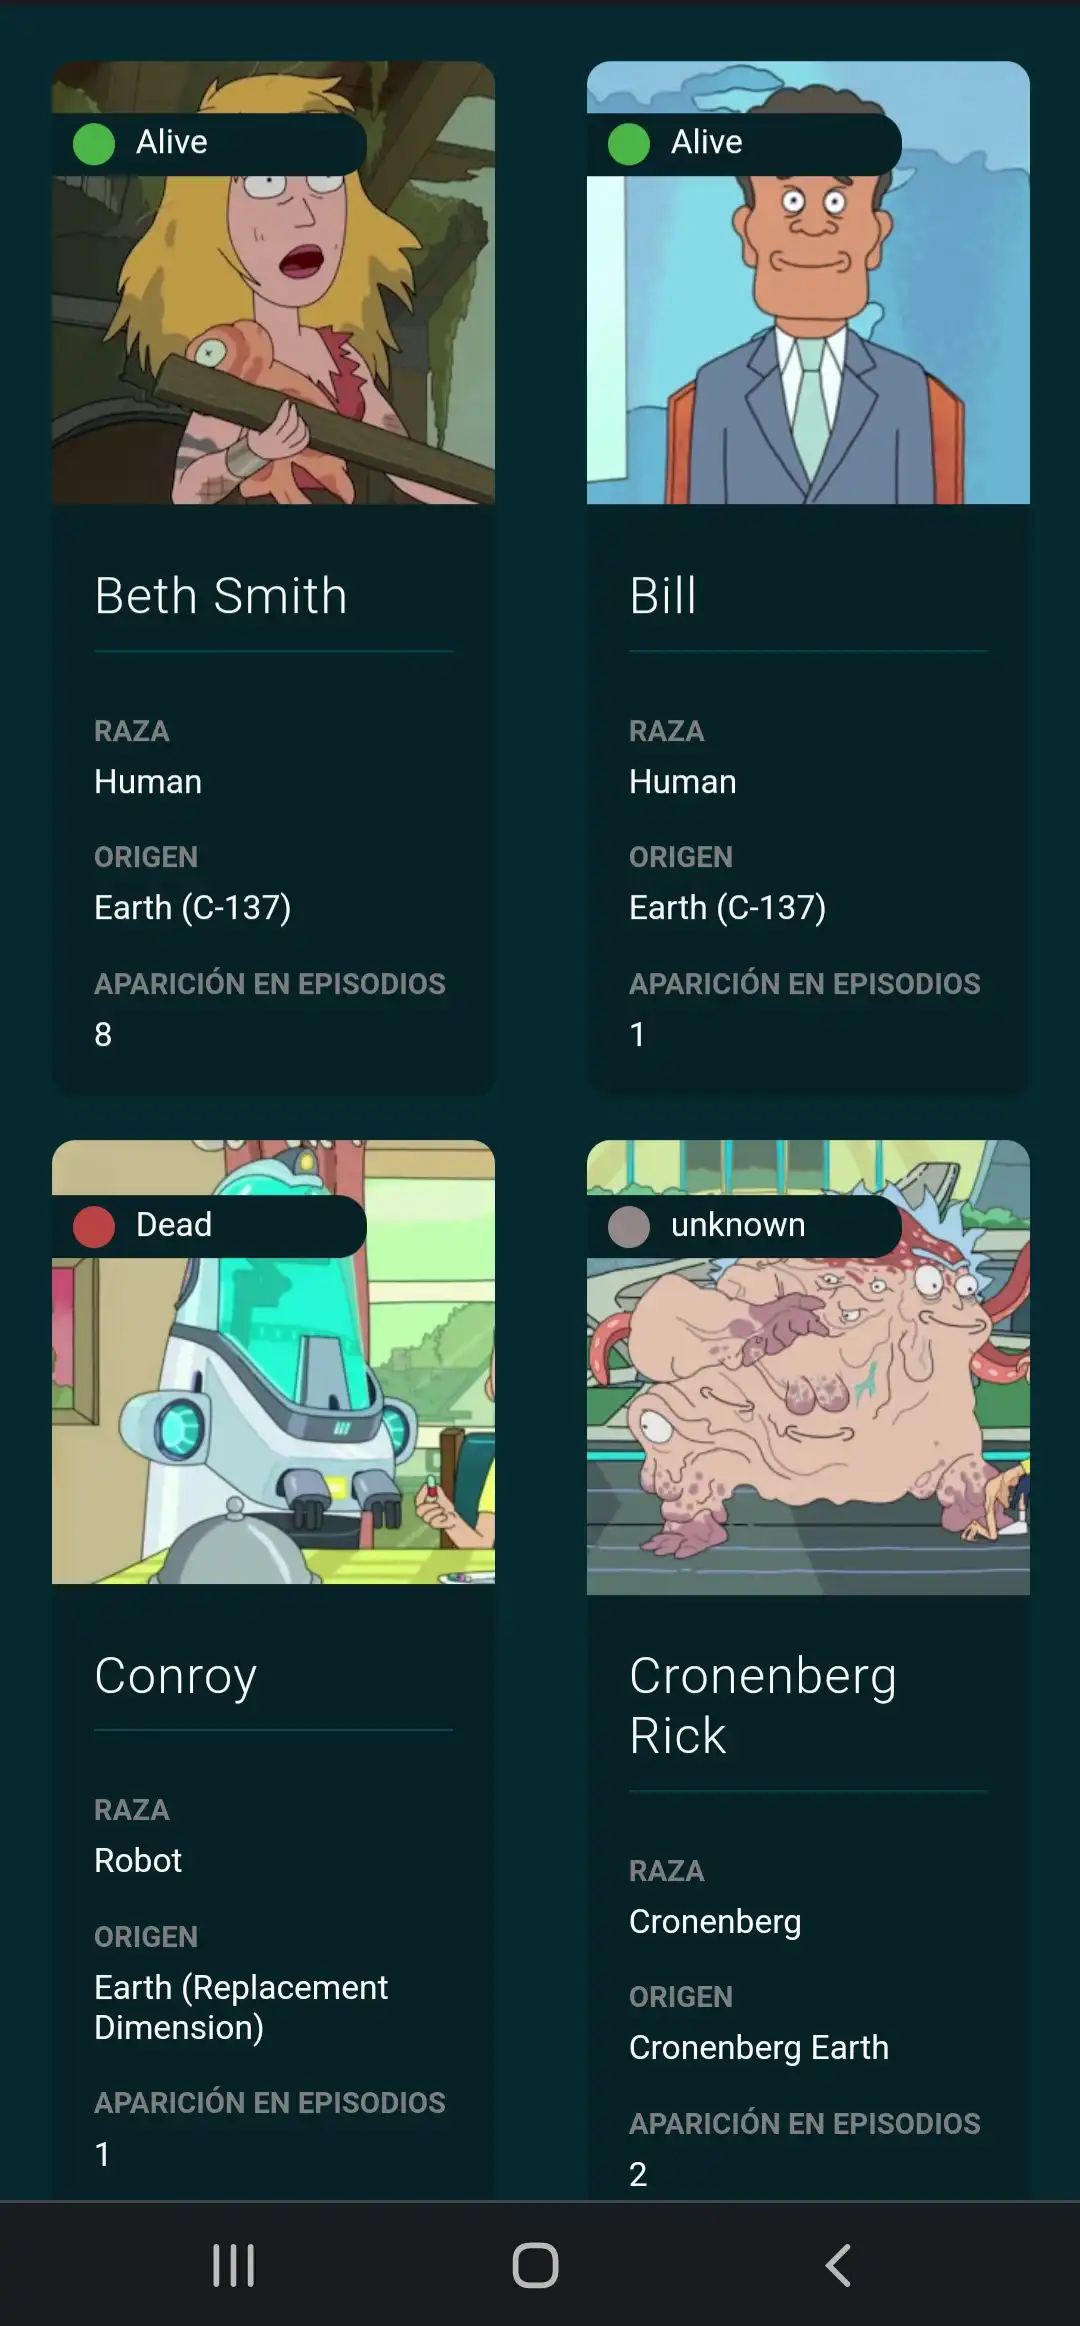 Alive
Beth Smith
RAZA
Human
ORIGEN
Earth (C-137)
APARICIÓN EN EPISODIOS
8
Alive
Bill
RAZA
Human
ORIGEN
Earth (C-137)
APARICIÓN EN EPISODIOS
1
Dead
Conroy
RAZA
Robot
ORIGEN
Earth (Replacement
Dimension)
APARICIÓN EN EPISODIOS
1
unknown
Cronenberg
Rick
RAZA
Cronenberg
ORIGEN
Cronenberg Earth
APARICIÓN EN EPISODIOS
2